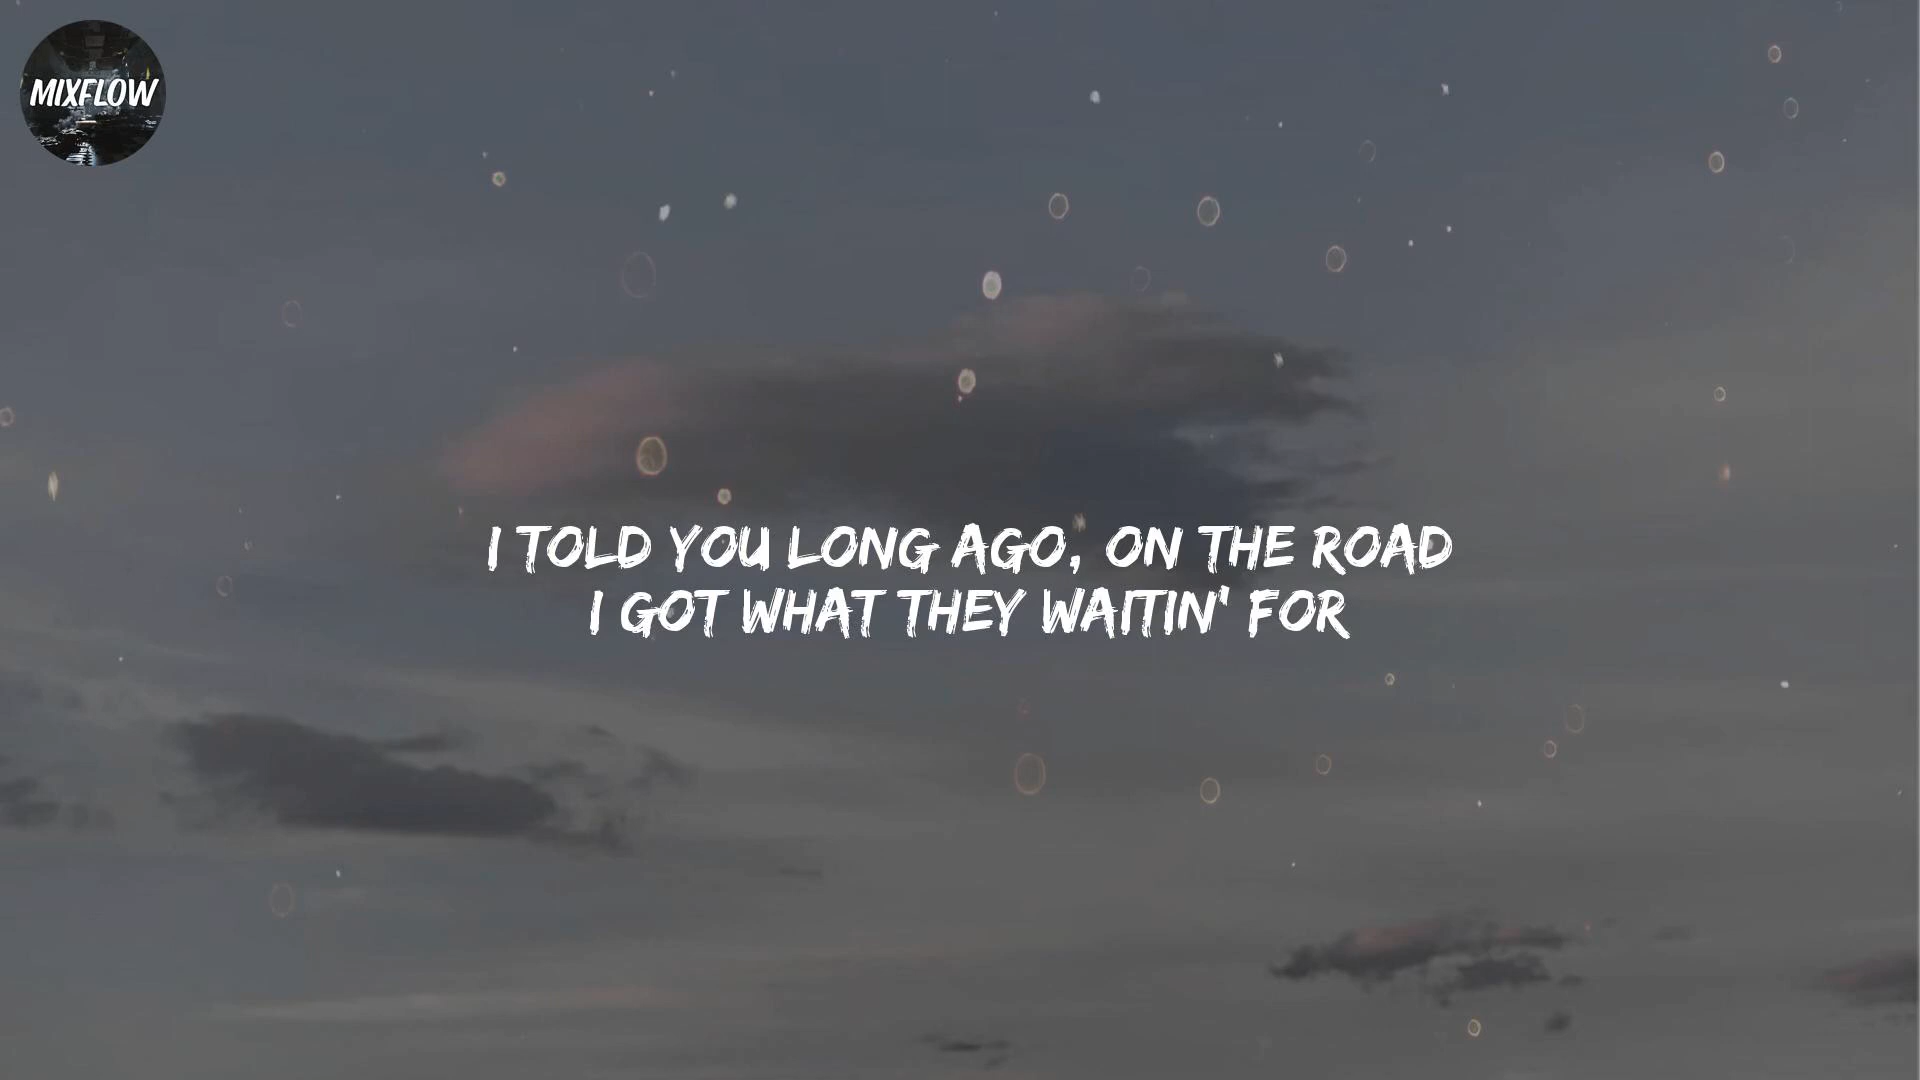 MIXFLOW
I TOLD YOU LONG AGO, ON THE ROAD
I GOT WHAT THEY WAITIN' FOR